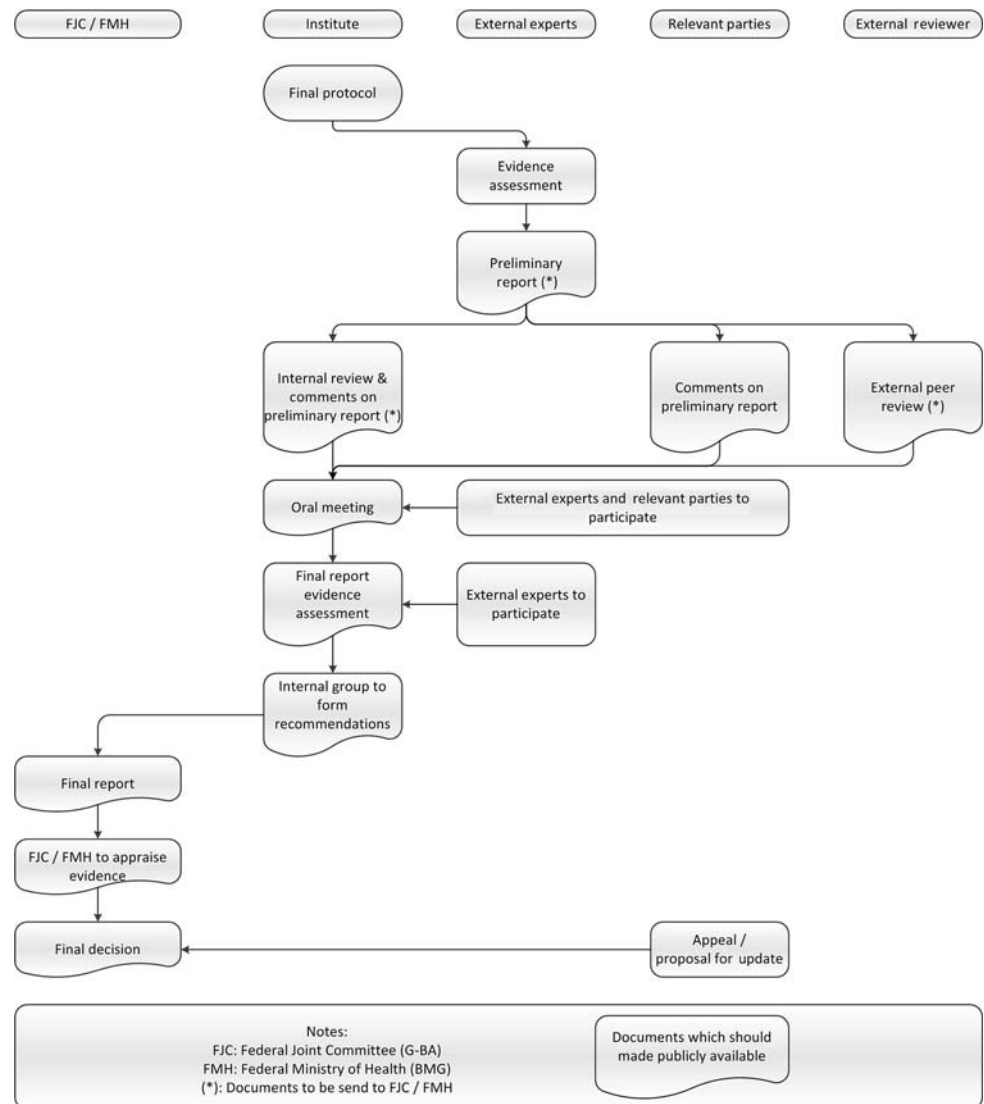 FJC / FMH
Institute
External experts
Relevant parties
External reviewer
Final protocol
Evidence
assessment
Preliminary
report (*)
Internal review &
comments on
preliminary report (*)
Comments on
preliminary report
External peer
review (*)
Oral meeting
External experts and relevant parties to
participate
Final report
evidence
assessment
External experts to
participate
Internal group to
form
recommendations
Final report
FJC / FMH to appraise
evidence
Final decision
Appeal /
proposal for update
Notes:
FJC: Federal Joint Committee (G-BA)
FMH: Federal Ministry of Health (BMG)
(*): Documents to be send to FJC / FMH
Documents which should
made publicly available